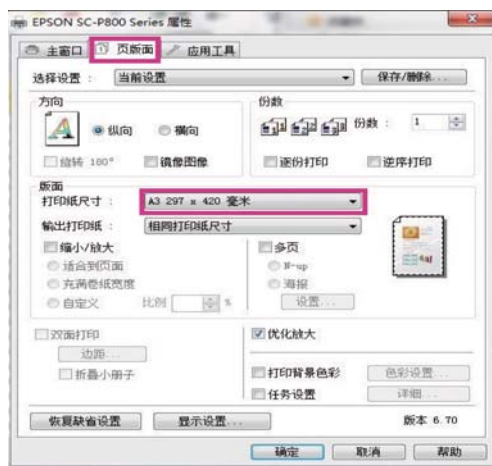 EPSON SC-P800 Series 属性
主窗口 页版面 应用工具
选择设置 : 当前设置 保存/删除...
方向 份数
纵向 横向 份数 : 1
旋转 180° 镜像图像 逐份打印 逆序打印
版面
打印纸尺寸 : A3 297 x 420 毫米
输出打印纸 : 相同打印纸尺寸
缩小/放大 多页
适合到页面 N-up
充满卷纸宽度 海报
自定义 比例 % 设置...
双面打印 优化放大
边距...
折叠小册子 打印背景色彩 色彩设置...
任务设置 详细...
恢复缺省设置 显示设置... 版本 6.70
确定 取消 帮助